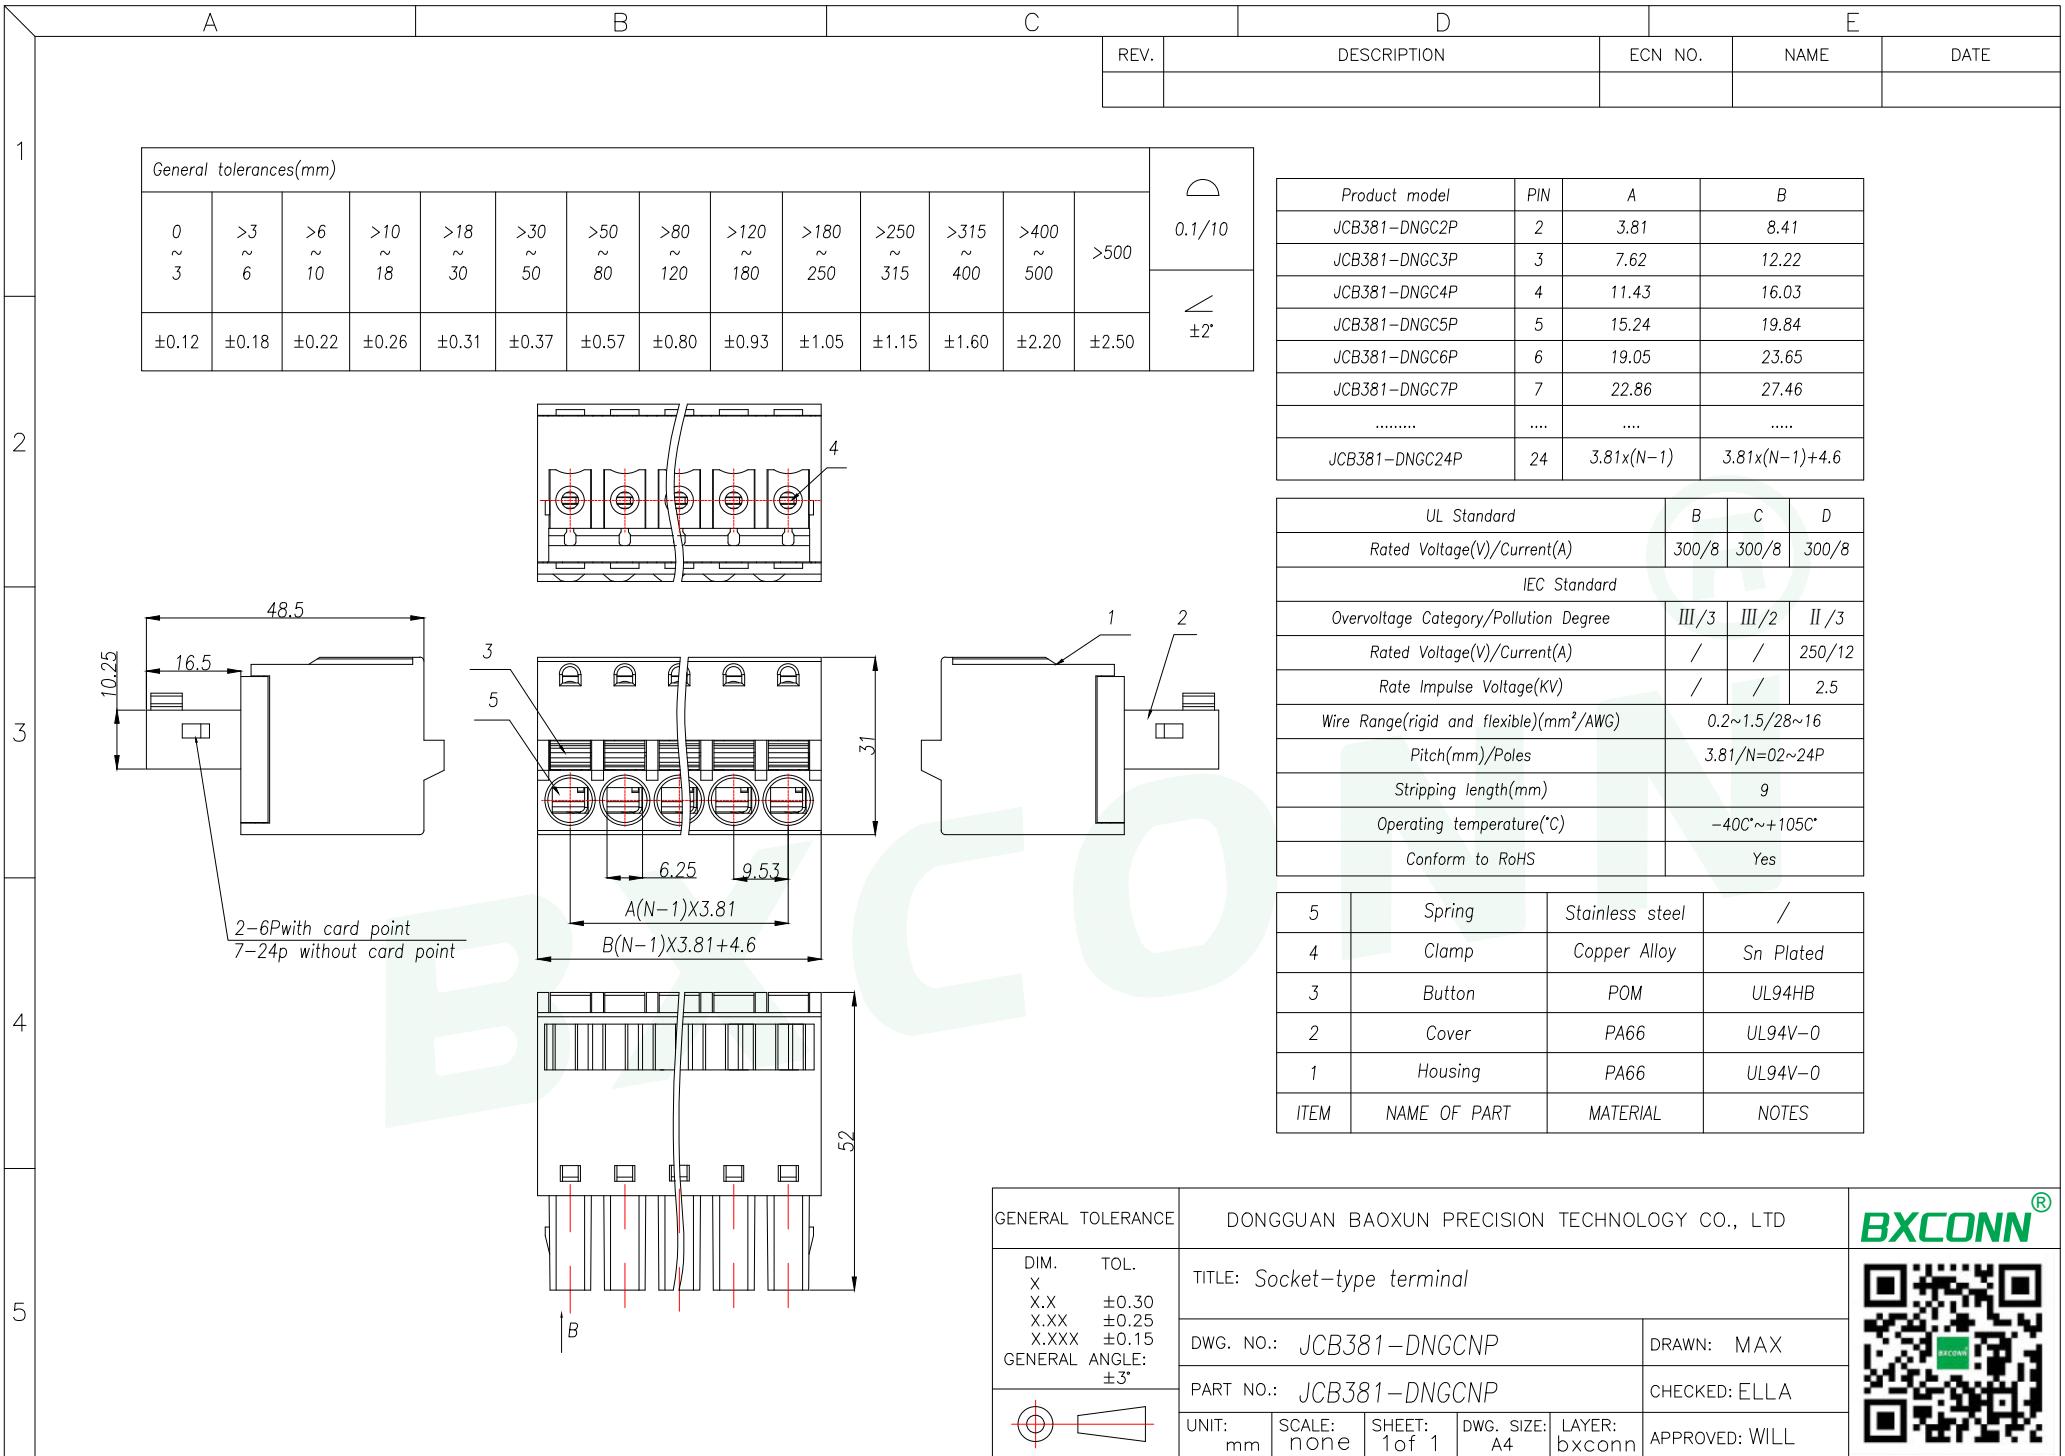 A B C D E
REV. DESCRIPTION ECN NO. NAME DATE
1
General tolerances(mm)
0 ~ 3 >3 ~ 6 >6 ~ 10 >10 ~ 18 >18 ~ 30 >30 ~ 50 >50 ~ 80 >80 ~ 120 >120 ~ 180 >180 ~ 250 >250 ~ 315 >315 ~ 400 >400 ~ 500 >500
0.1/10
±0.12 ±0.18 ±0.22 ±0.26 ±0.31 ±0.37 ±0.57 ±0.80 ±0.93 ±1.05 ±1.15 ±1.60 ±2.20 ±2.50
±2°
Product model PIN A B
JCB381-DNGC2P 2 3.81 8.41
JCB381-DNGC3P 3 7.62 12.22
JCB381-DNGC4P 4 11.43 16.03
JCB381-DNGC5P 5 15.24 19.84
JCB381-DNGC6P 6 19.05 23.65
JCB381-DNGC7P 7 22.86 27.46
......... .... .... .....
JCB381-DNGC24P 24 3.81x(N-1) 3.81x(N-1)+4.6
2
4
UL Standard B C D
Rated Voltage(V)/Current(A) 300/8 300/8 300/8
IEC Standard
Overvoltage Category/Pollution Degree III/3 III/2 II/3
Rated Voltage(V)/Current(A) / / 250/12
Rate Impulse Voltage(KV) / / 2.5
Wire Range(rigid and flexible)(mm²/AWG) 0.2~1.5/28~16
Pitch(mm)/Poles 3.81/N=02~24P
Stripping length(mm) 9
Operating temperature(°C) -40C°~+105C°
Conform to RoHS Yes
3
48.5
16.5
10.25
2-6Pwith card point
7-24p without card point
3
5
31
6.25
9.53
A(N-1)X3.81
B(N-1)X3.81+4.6
1 2
BXCONN®
5 Spring Stainless steel /
4 Clamp Copper Alloy Sn Plated
3 Button POM UL94HB
2 Cover PA66 UL94V-0
1 Housing PA66 UL94V-0
ITEM NAME OF PART MATERIAL NOTES
4
52
B
5
GENERAL TOLERANCE
DIM. TOL.
X
X.X ±0.30
X.XX ±0.25
X.XXX ±0.15
GENERAL ANGLE:
±3°
DONGGUAN BAOXUN PRECISION TECHNOLOGY CO., LTD
BXCONN®
TITLE: Socket-type terminal
DWG. NO.: JCB381-DNGCNP DRAWN: MAX
PART NO.: JCB381-DNGCNP CHECKED: ELLA
UNIT: mm SCALE: none SHEET: 1of 1 DWG. SIZE: A4 LAYER: bxconn APPROVED: WILL
BXCONN